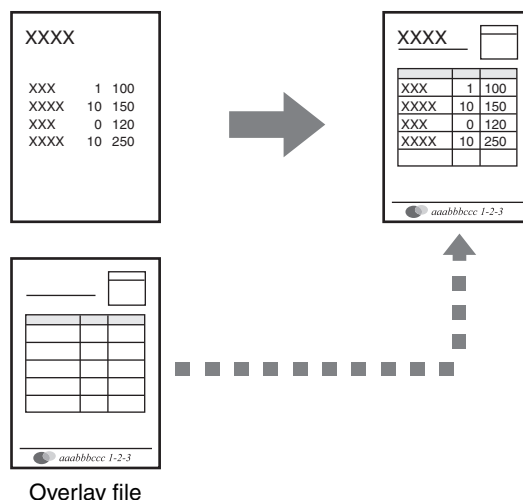 XXXX
XXX 1 100
XXXX 10 150
XXX 0 120
XXXX 10 250
XXXX
XXX 1 100
XXXX 10 150
XXX 0 120
XXXX 10 250
aaabbbccc 1-2-3
aaabbbccc 1-2-3
Overlay file